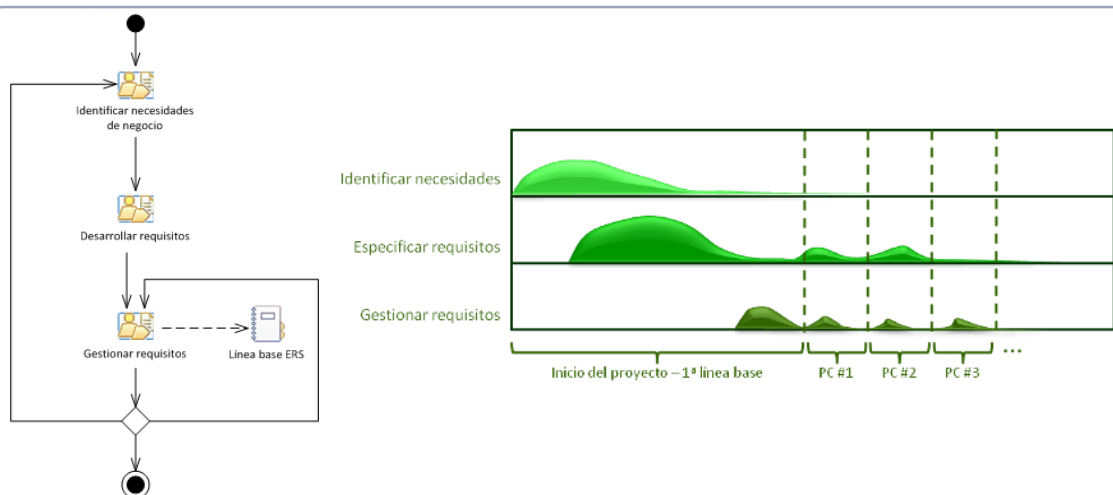 Identificar necesidades
de negocio
Desarrollar requisitos
Gestionar requisitos
Línea base ERS
Identificar necesidades
Especificar requisitos
Gestionar requisitos
Inicio del proyecto – 1ª línea base
PC #1
PC #2
PC #3
...